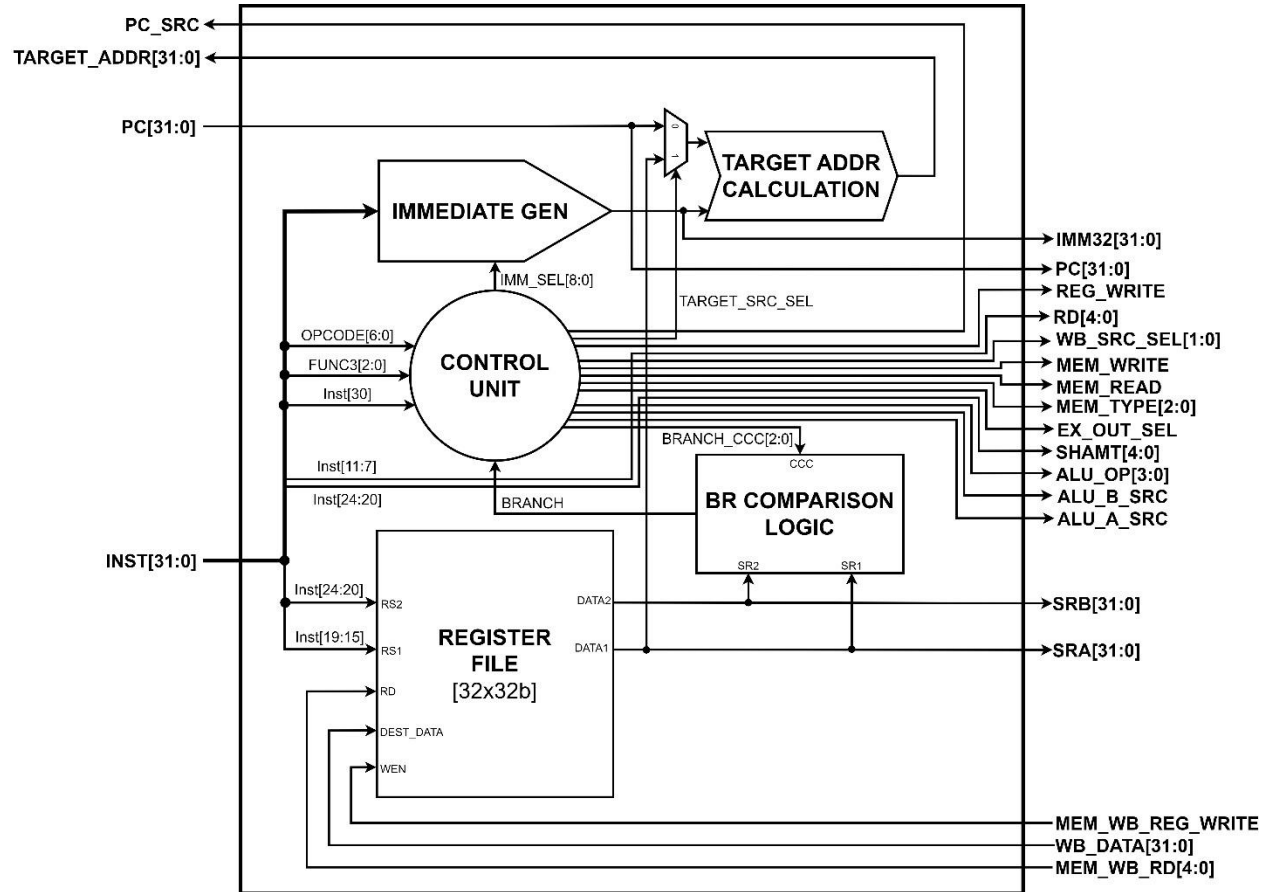 PC_SRC
TARGET_ADDR[31:0]
PC[31:0]
0
1
TARGET ADDR
CALCULATION
IMMEDIATE GEN
IMM32[31:0]
PC[31:0]
IMM_SEL[8:0]
TARGET_SRC_SEL
REG_WRITE
RD[4:0]
OPCODE[6:0]
WB_SRC_SEL[1:0]
CONTROL
UNIT
FUNC3[2:0]
MEM_WRITE
MEM_READ
Inst[30]
MEM_TYPE[2:0]
EX_OUT_SEL
BRANCH_CCC[2:0]
SHAMT[4:0]
Inst[11:7]
CCC
ALU_OP[3:0]
Inst[24:20]
BRANCH
BR COMPARISON
LOGIC
ALU_B_SRC
ALU_A_SRC
INST[31:0]
SR2
SR1
Inst[24:20]
RS2
DATA2
SRB[31:0]
Inst[19:15]
RS1
REGISTER
FILE
[32x32b]
DATA1
SRA[31:0]
RD
DEST_DATA
WEN
MEM_WB_REG_WRITE
WB_DATA[31:0]
MEM_WB_RD[4:0]